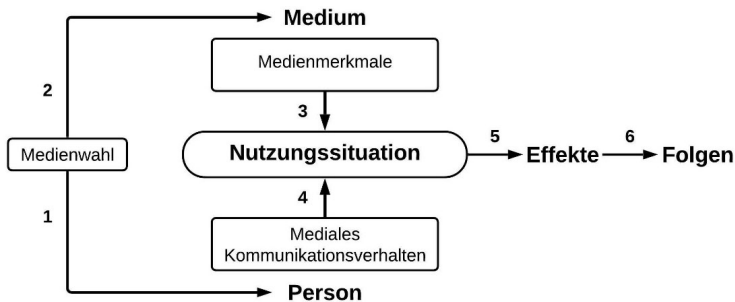 Medium
Medienmerkmale
2
3
Medienwahl
Nutzungssituation
5
Effekte
6
Folgen
4
1
Mediales
Kommunikationsverhalten
Person